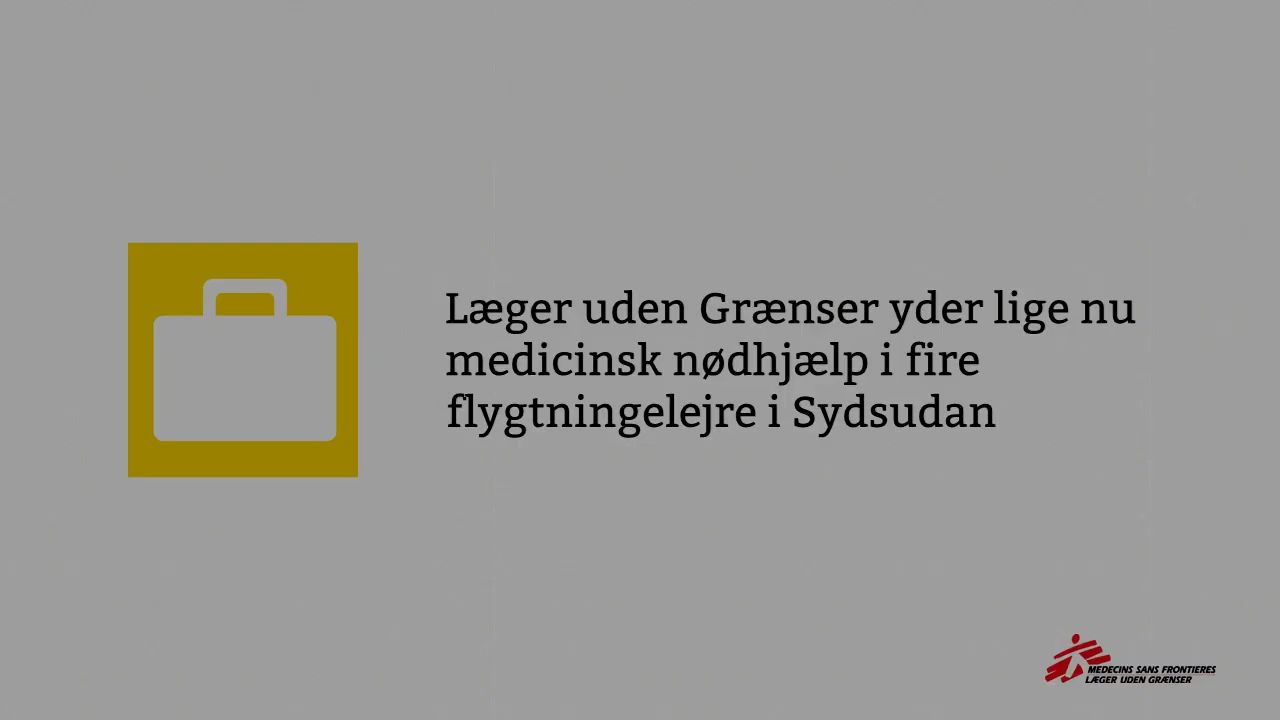 Læger uden Grænser yder lige nu
medicinsk nødhjælp i fire
flygtningelejre i Sydsudan
MEDECINS SANS FRONTIERES
LÆGER UDEN GRÆNSER